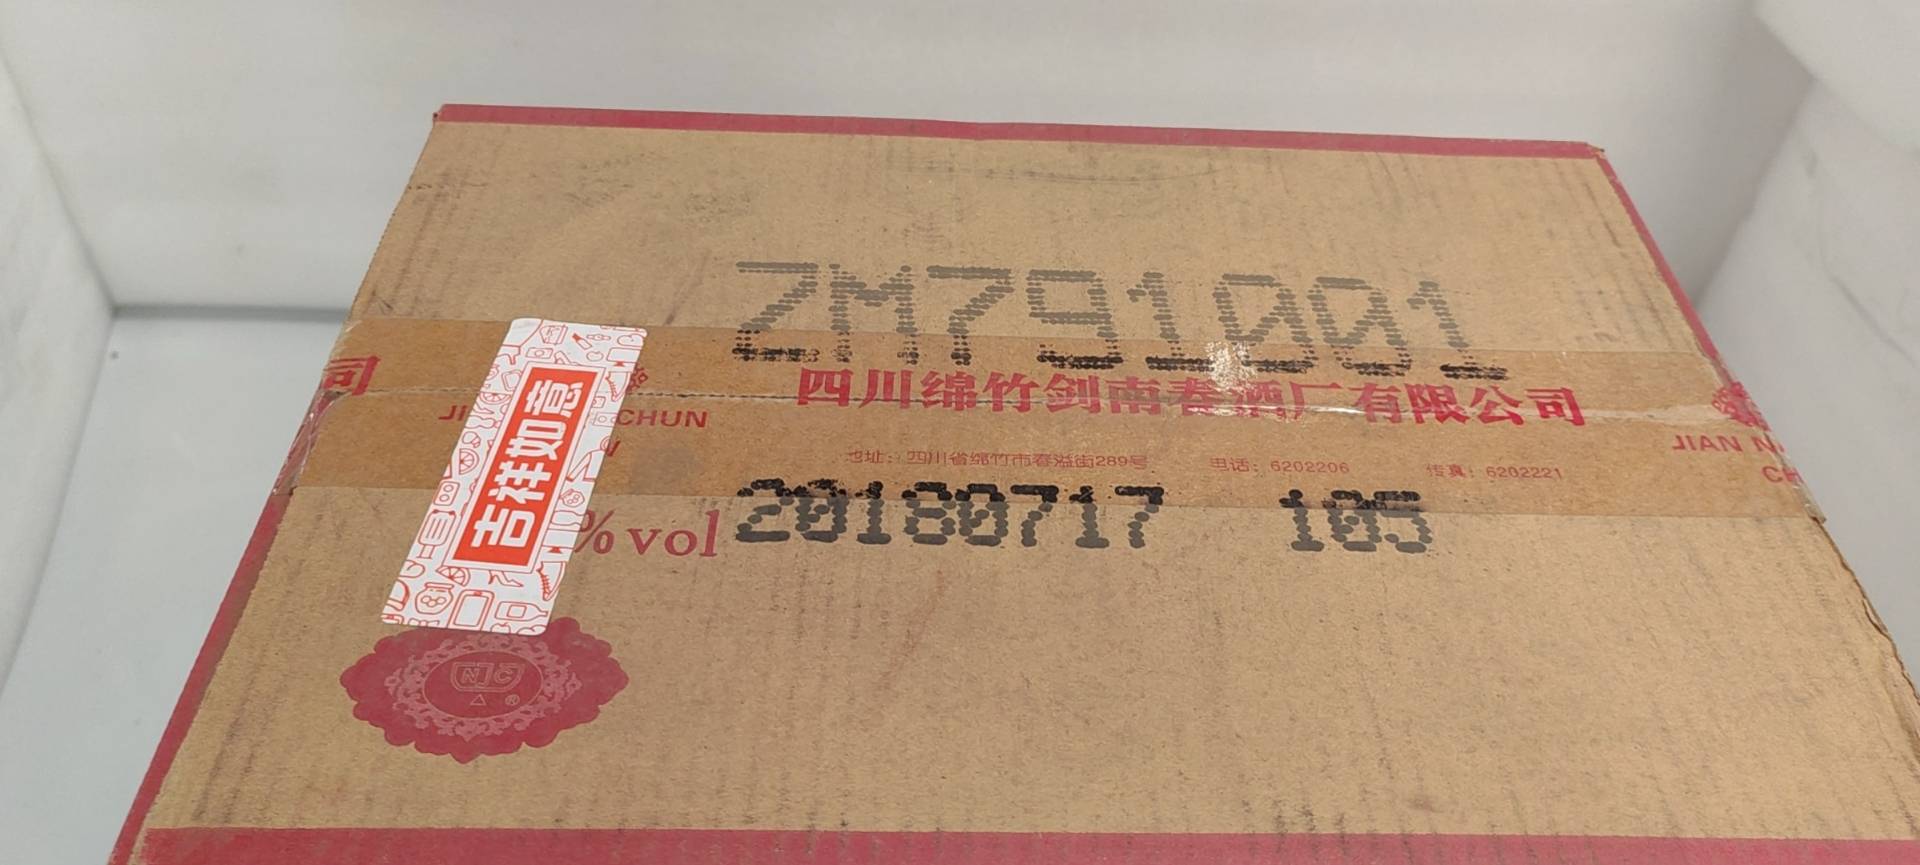 ZM791001
司
四川绵竹剑南春酒厂有限公司
CHUN
JIAN N
地址：四川省绵竹市春溢街289号 电话：6202206 传真：6202221
吉祥如意
% vol
20180717 105
NJC
®